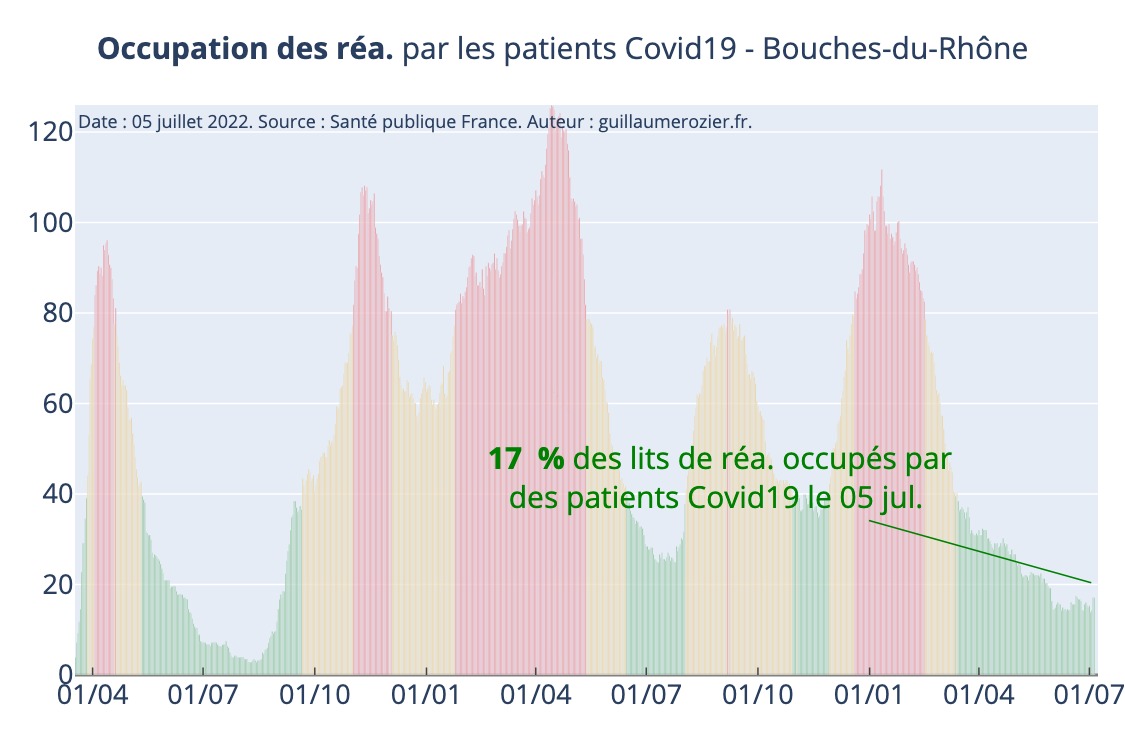 Occupation des réa. par les patients Covid19 - Bouches-du-Rhône
Date : 05 juillet 2022. Source : Santé publique France. Auteur : guillaumerozier.fr.
120
100
80
60
40
20
0
17 % des lits de réa. occupés par
des patients Covid19 le 05 jul.
01/04 01/07 01/10 01/01 01/04 01/07 01/10 01/01 01/04 01/07